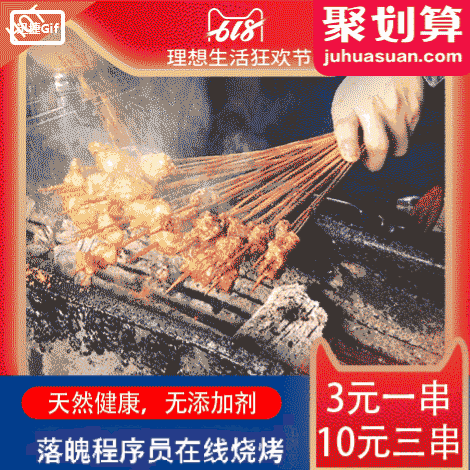 618
聚划算
理想生活狂欢节
juhuasuan.com
天然健康，无添加剂
3元一串
落魄程序员在线烧烤
10元三串